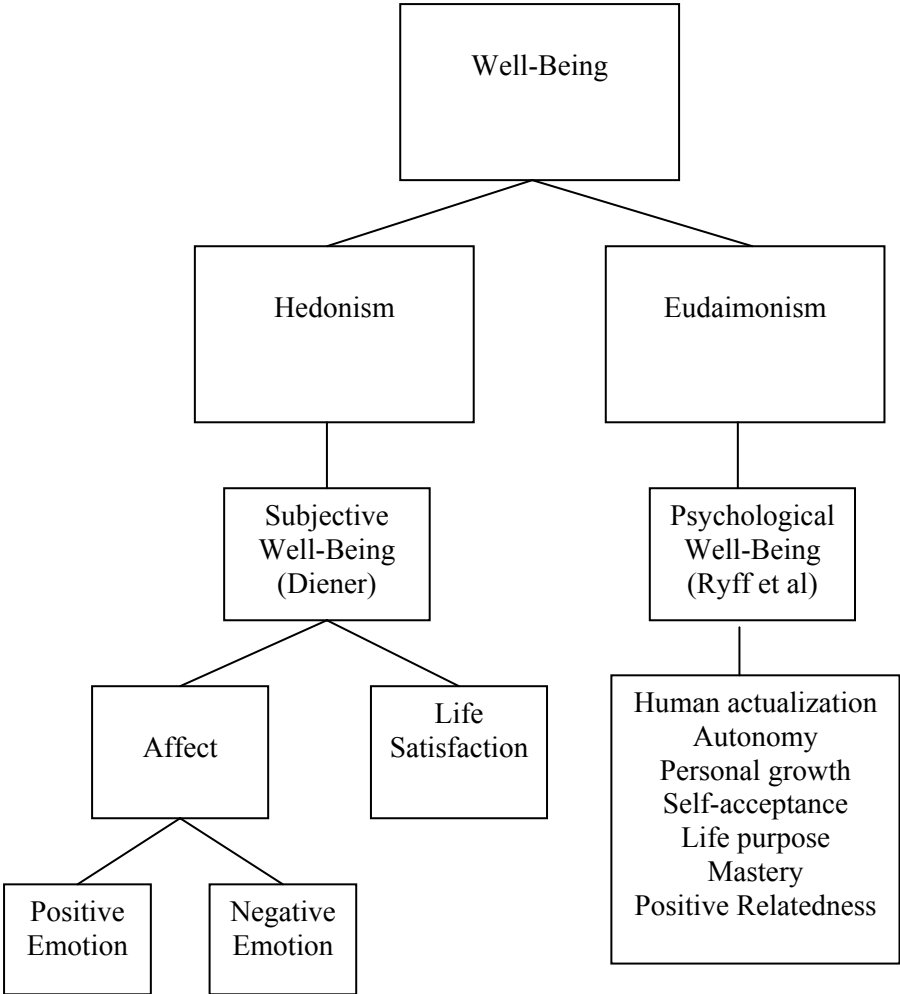 Well-Being
Hedonism
Eudaimonism
Subjective
Well-Being
(Diener)
Psychological
Well-Being
(Ryff et al)
Affect
Life
Satisfaction
Human actualization
Autonomy
Personal growth
Self-acceptance
Life purpose
Mastery
Positive Relatedness
Positive
Emotion
Negative
Emotion